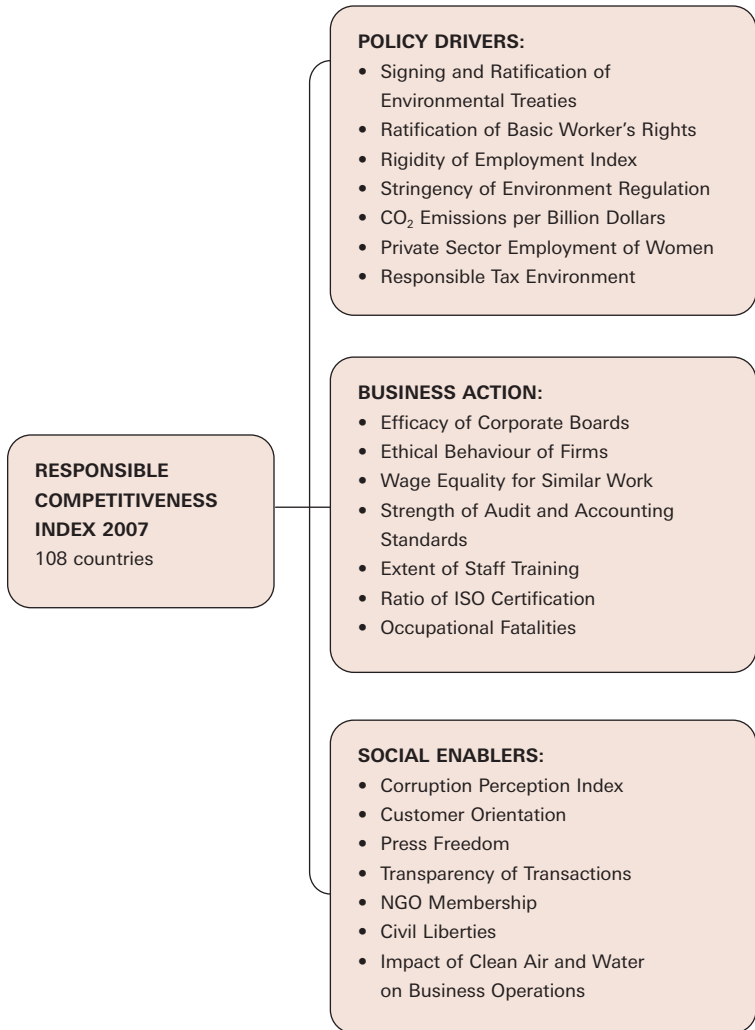 POLICY DRIVERS:
• Signing and Ratification of
Environmental Treaties
• Ratification of Basic Worker's Rights
• Rigidity of Employment Index
• Stringency of Environment Regulation
• CO₂ Emissions per Billion Dollars
• Private Sector Employment of Women
• Responsible Tax Environment
BUSINESS ACTION:
• Efficacy of Corporate Boards
• Ethical Behaviour of Firms
• Wage Equality for Similar Work
• Strength of Audit and Accounting
Standards
• Extent of Staff Training
• Ratio of ISO Certification
• Occupational Fatalities
RESPONSIBLE
COMPETITIVENESS
INDEX 2007
108 countries
SOCIAL ENABLERS:
• Corruption Perception Index
• Customer Orientation
• Press Freedom
• Transparency of Transactions
• NGO Membership
• Civil Liberties
• Impact of Clean Air and Water
on Business Operations